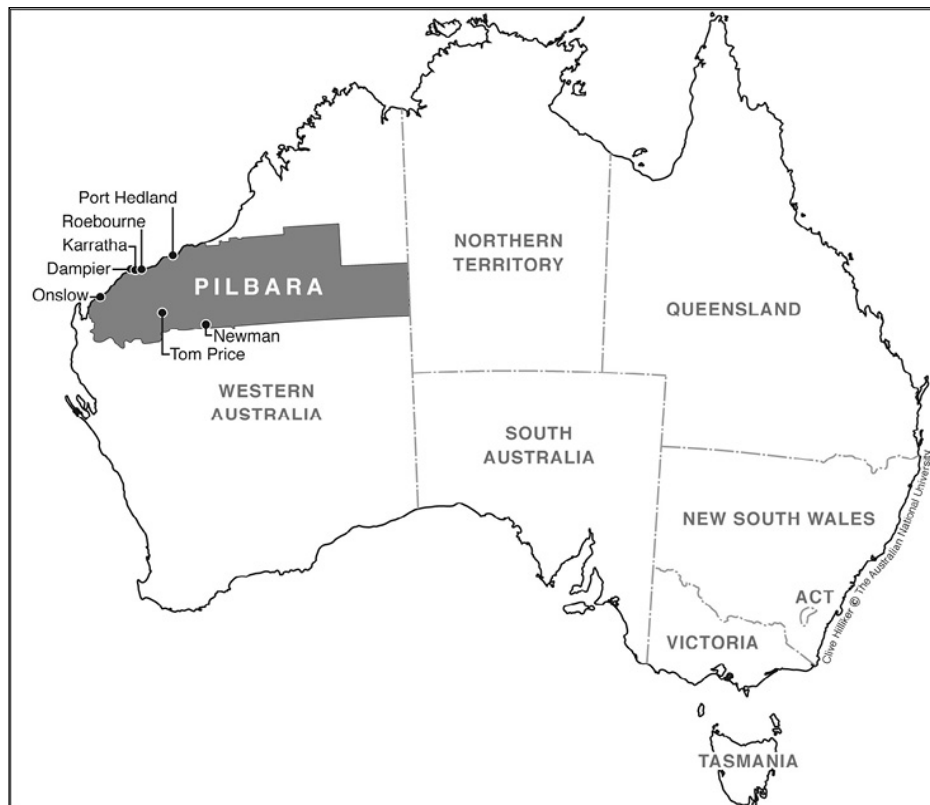 Port Hedland
Roebourne
Karratha
Dampier
Onslow
PILBARA
Newman
Tom Price
WESTERN
AUSTRALIA
NORTHERN
TERRITORY
QUEENSLAND
SOUTH
AUSTRALIA
NEW SOUTH WALES
ACT
VICTORIA
TASMANIA
Clive Hilliker © The Australian National University